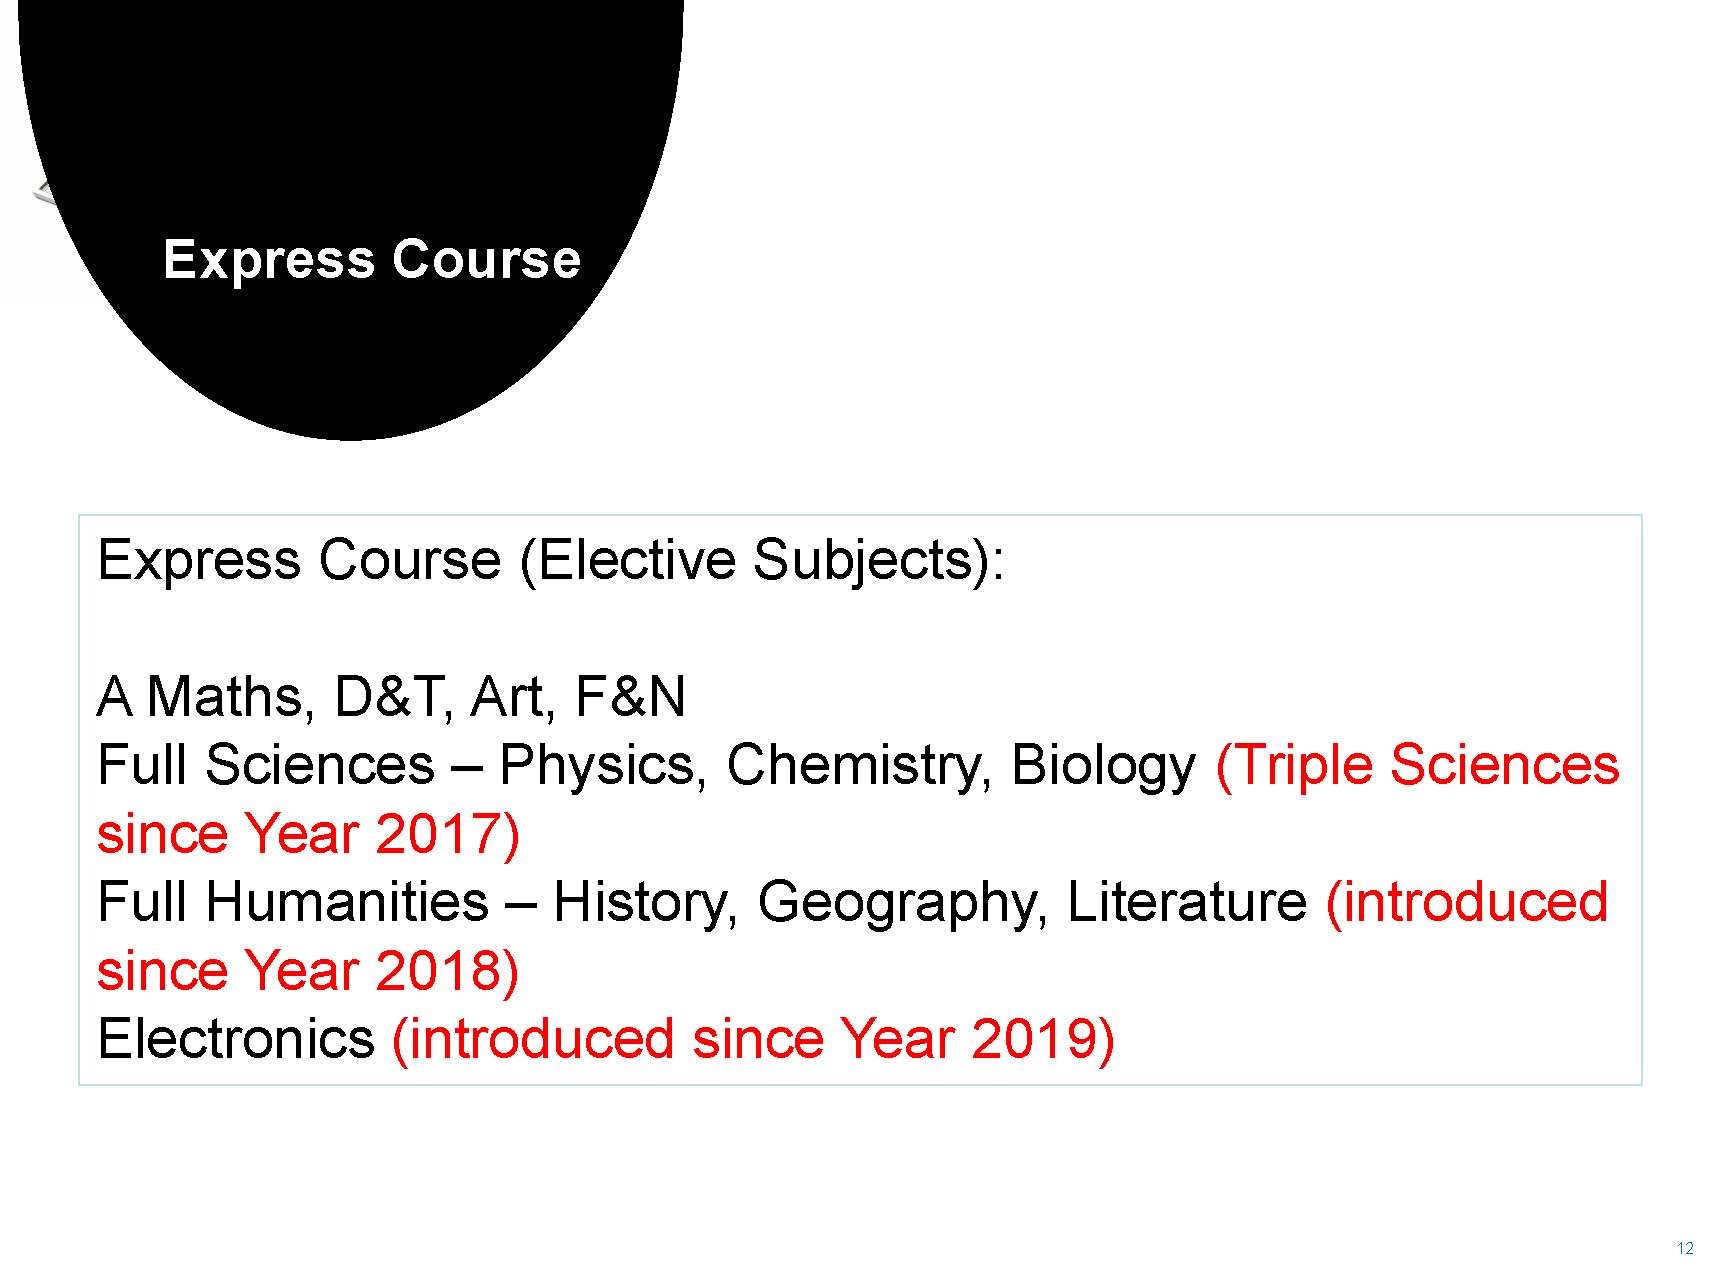 Express Course
Express Course (Elective Subjects):
A Maths, D&T, Art, F&N
Full Sciences – Physics, Chemistry, Biology (Triple Sciences
since Year 2017)
Full Humanities – History, Geography, Literature (introduced
since Year 2018)
Electronics (introduced since Year 2019)
12